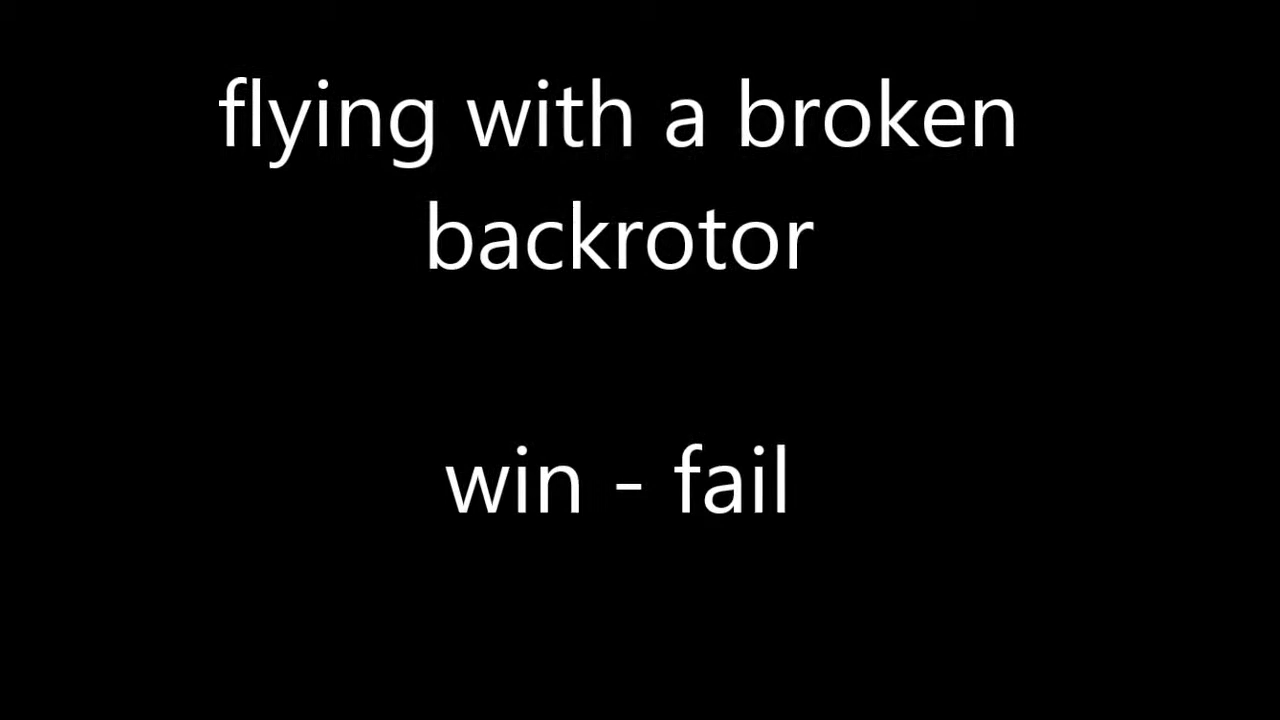 flying with a broken
backrotor
win - fail